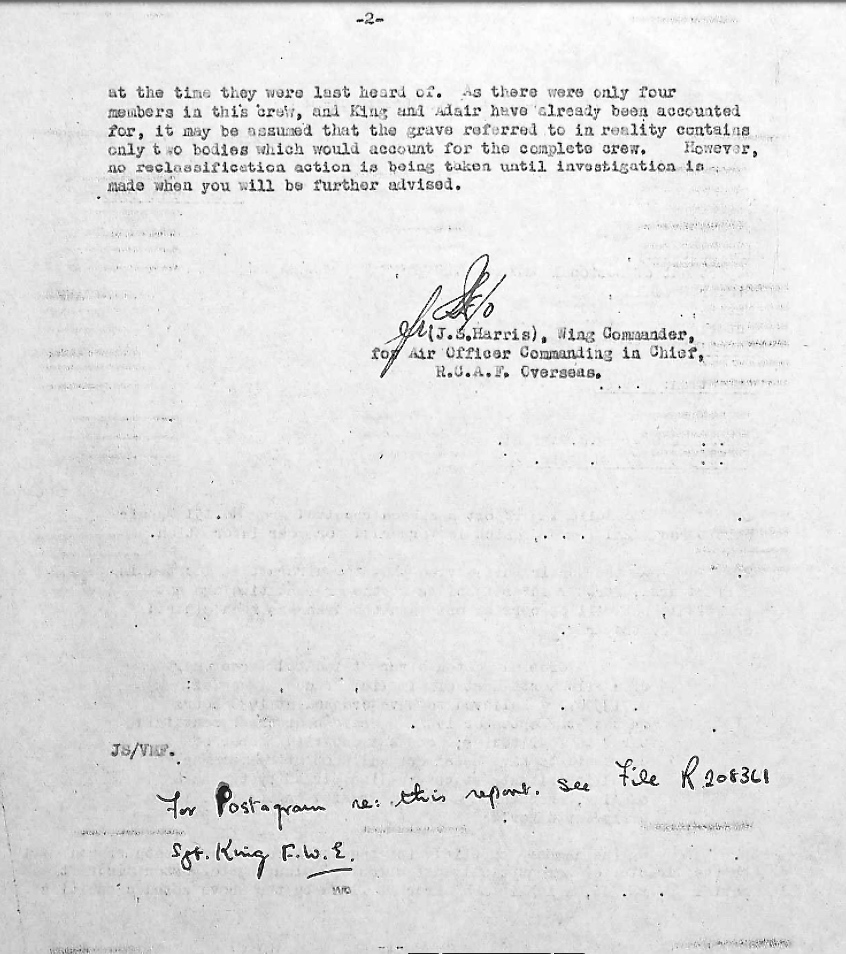 -2-
at the time they were last heard of. As there were only four
members in this crew, and King and Adair have already been accounted
for, it may be assumed that the grave referred to in reality contains
only two bodies which would account for the complete crew. However,
no reclassification action is being taken until investigation is
made when you will be further advised.
(J.S.Harris), Wing Commander,
for Air Officer Commanding in Chief,
R.C.A.F. Overseas.
JS/VMF.
For Postagram re: this report. see File R 208361
Sgt. King F.W.E.